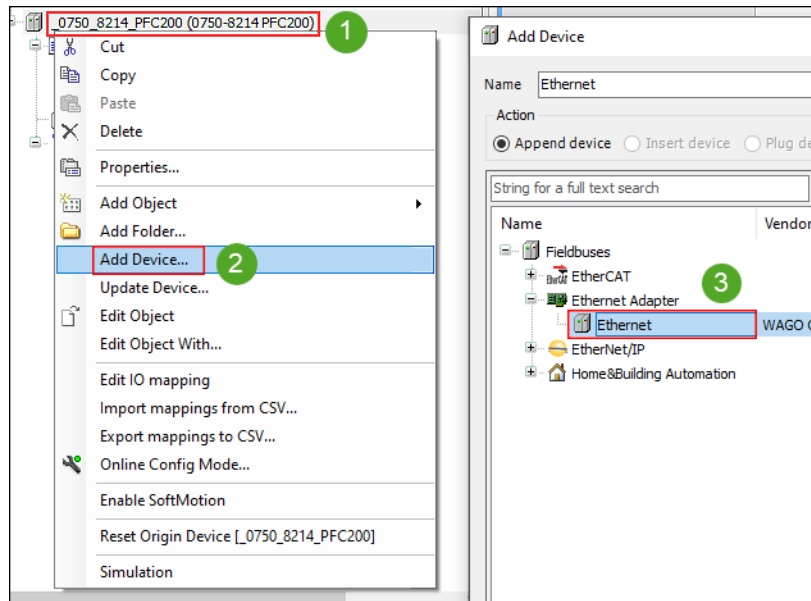 _0750_8214_PFC200 (0750-8214 PFC200)
1
Cut
Copy
Paste
Delete
Properties...
Add Object
Add Folder...
Add Device...
2
Update Device...
Edit Object
Edit Object With...
Edit IO mapping
Import mappings from CSV...
Export mappings to CSV...
Online Config Mode...
Enable SoftMotion
Reset Origin Device [_0750_8214_PFC200]
Simulation
Add Device
Name Ethernet
Action
Append device Insert device Plug de
String for a full text search
Name Vendor
Fieldbuses
EtherCAT
3
Ethernet Adapter
Ethernet WAGO
EtherNet/IP
Home&Building Automation